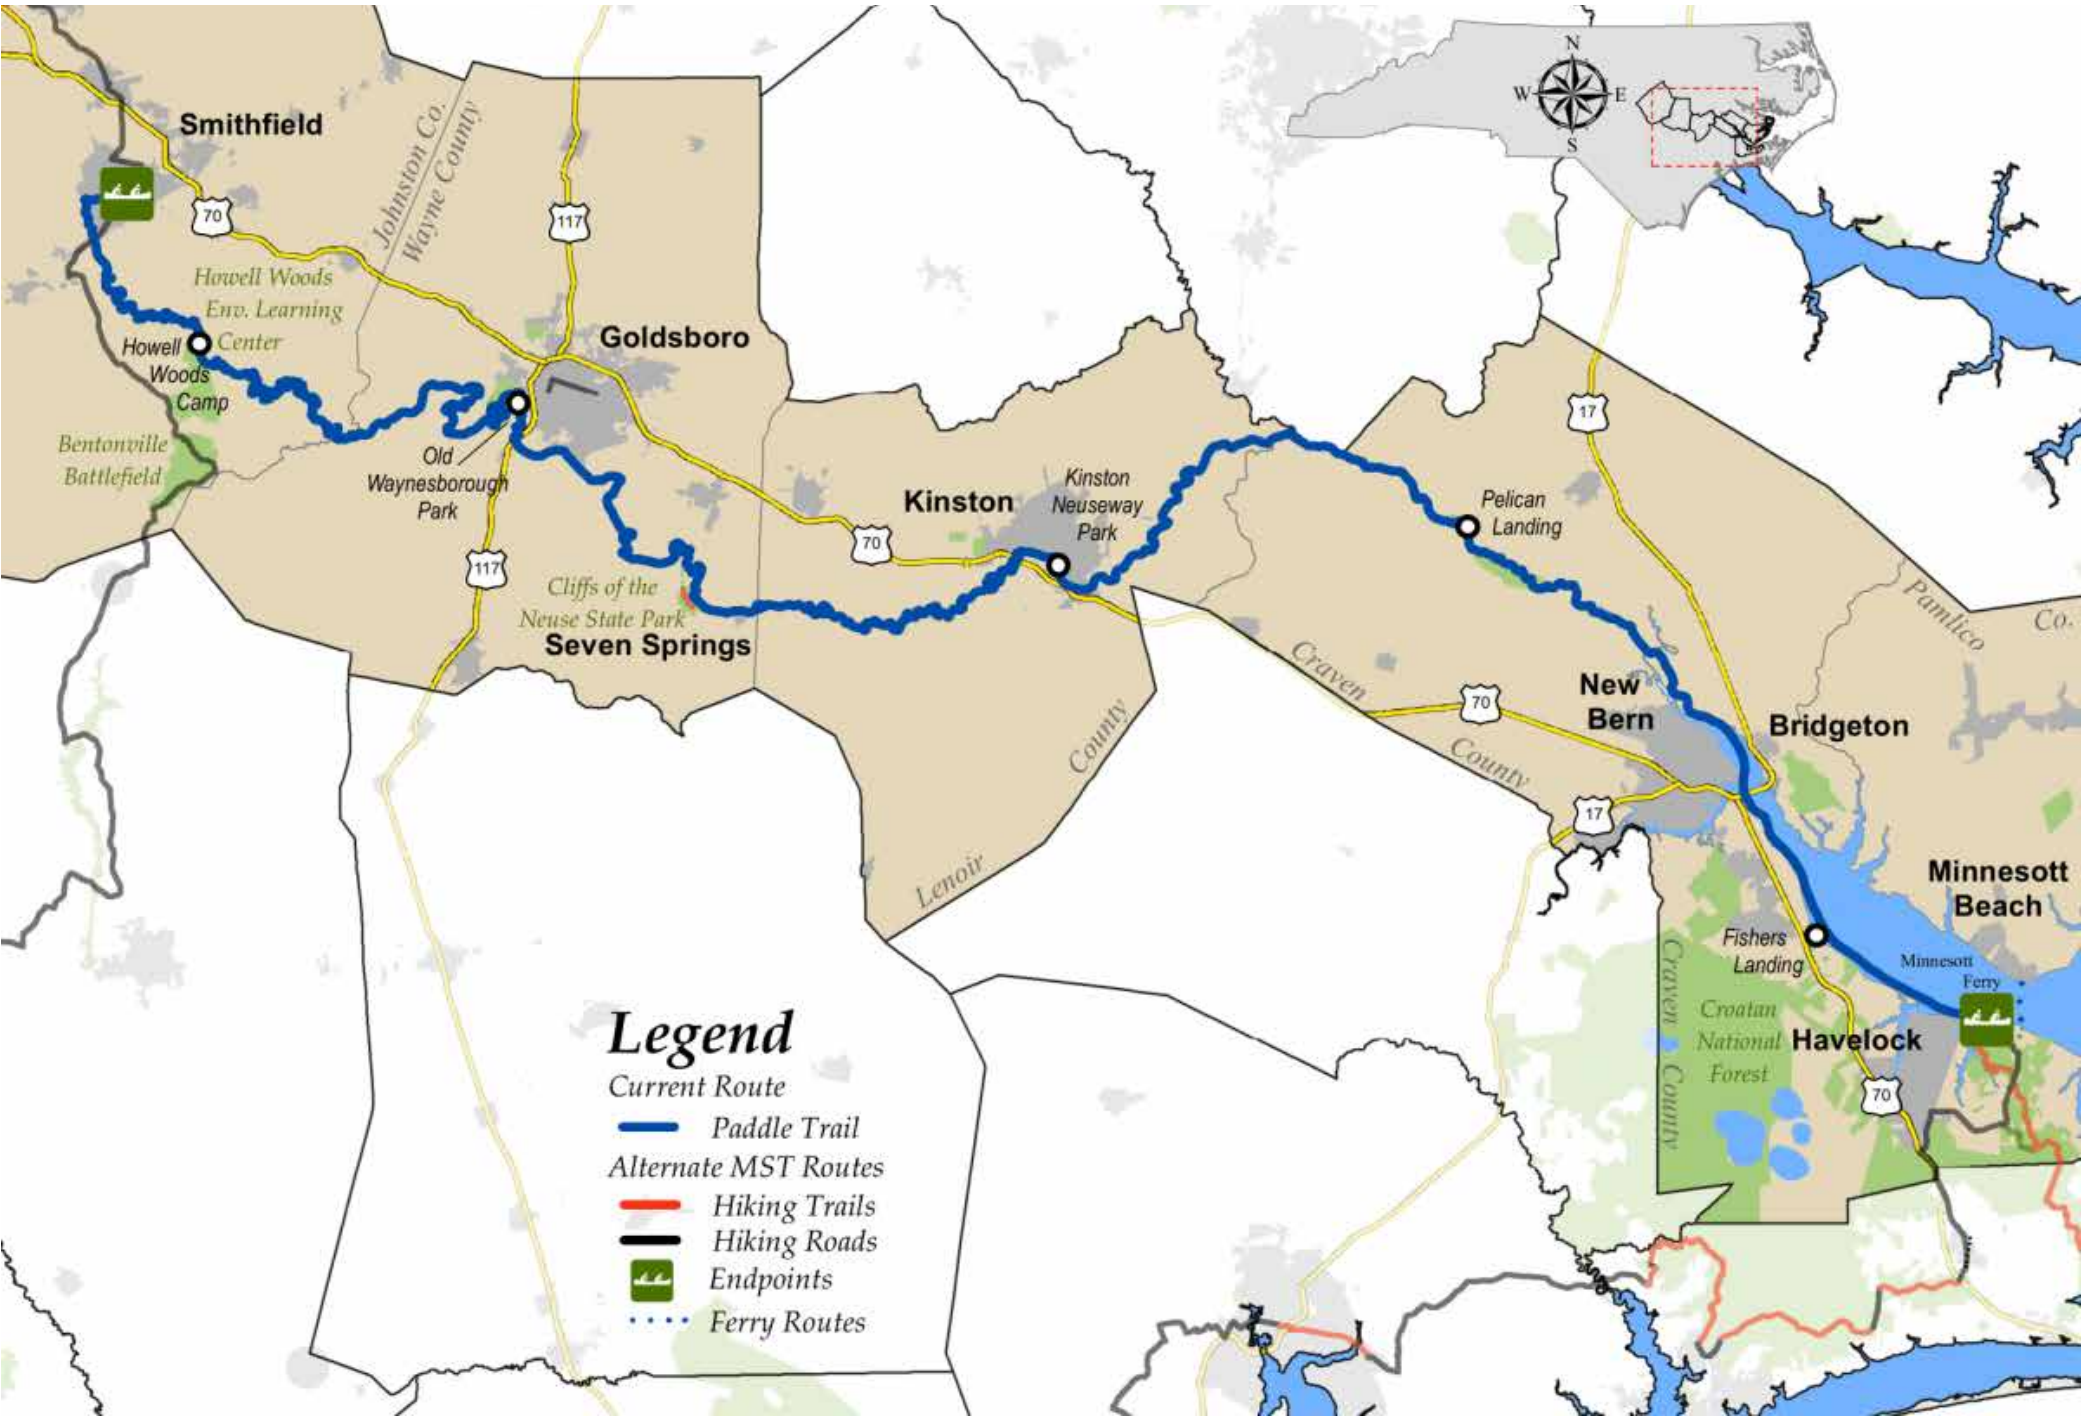 N
W
E
S
Smithfield
Johnston Co.
Wayne County
70
117
Howell Woods
Env. Learning
Center
Howell
Woods
Camp
Goldsboro
17
Bentonville
Battlefield
Old
Waynesborough
Park
Kinston
Kinston
Neuseway
Park
Pelican
Landing
70
117
Cliffs of the
Neuse State Park
Seven Springs
Pamlico
Co.
Craven
County
70
New
Bern
Bridgeton
County
Lenoir
17
Minnesott
Beach
Fishers
Landing
Minnesott
Ferry
Craven County
Croatan
National
Forest
Havelock
70
Legend
Current Route
Paddle Trail
Alternate MST Routes
Hiking Trails
Hiking Roads
Endpoints
Ferry Routes